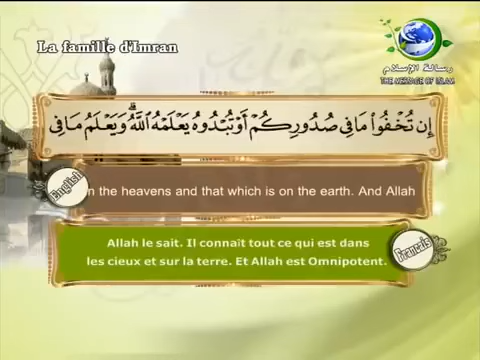 La famille d'Imran
رسالة الإسلام
THE MESSAGE OF ISLAM
إِن تُخْفُوا۟ مَا فِى صُدُورِكُمْ أَوْ تُبْدُوهُ يَعْلَمْهُ ٱللَّهُ ۗ وَيَعْلَمُ مَا فِى
English
n the heavens and that which is on the earth. And Allah
Allah le sait. Il connaît tout ce qui est dans
les cieux et sur la terre. Et Allah est Omnipotent.
Français